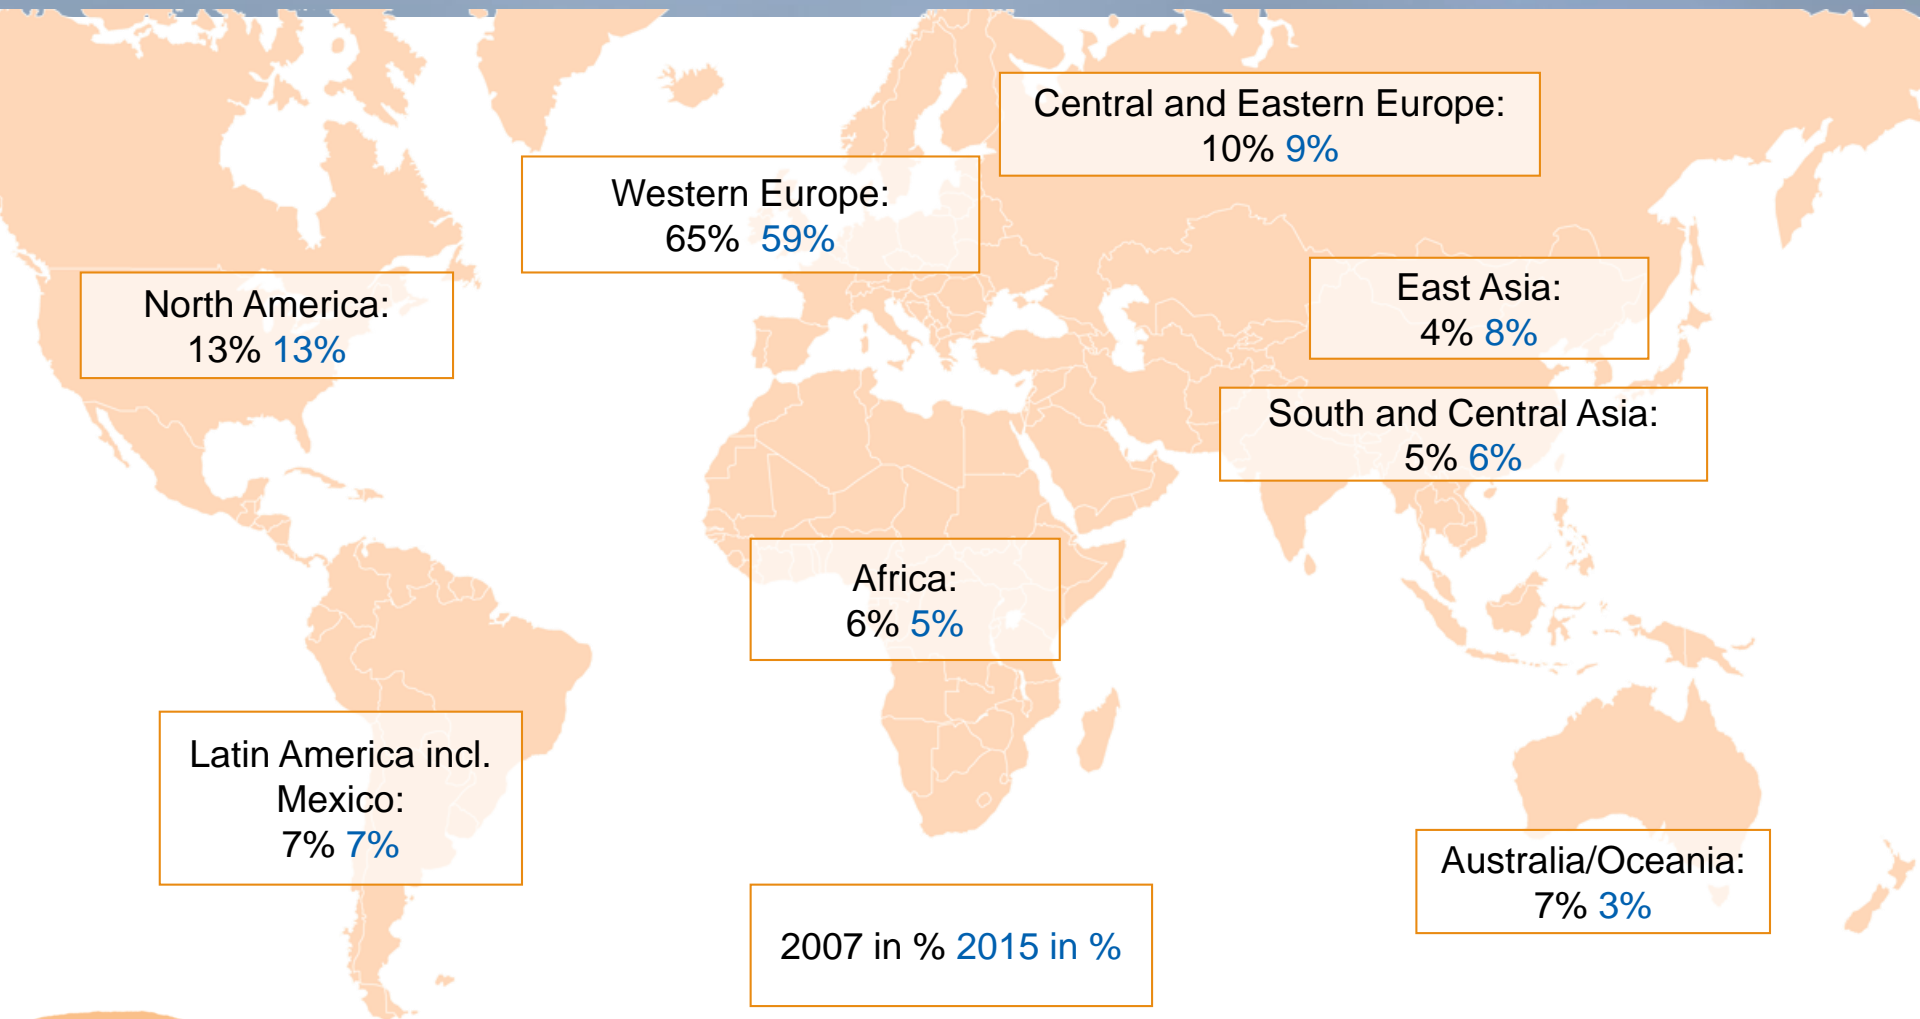 Central and Eastern Europe:
10% 9%
Western Europe:
65% 59%
North America:
13% 13%
East Asia:
4% 8%
South and Central Asia:
5% 6%
Africa:
6% 5%
Latin America incl.
Mexico:
7% 7%
Australia/Oceania:
7% 3%
2007 in % 2015 in %